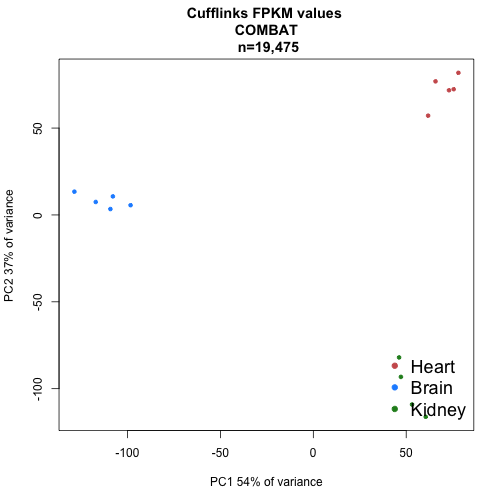 Cufflinks FPKM values
COMBAT
n=19,475
PC2 37% of variance
50
0
-50
-100
Heart
Brain
Kidney
-100
-50
0
50
PC1 54% of variance